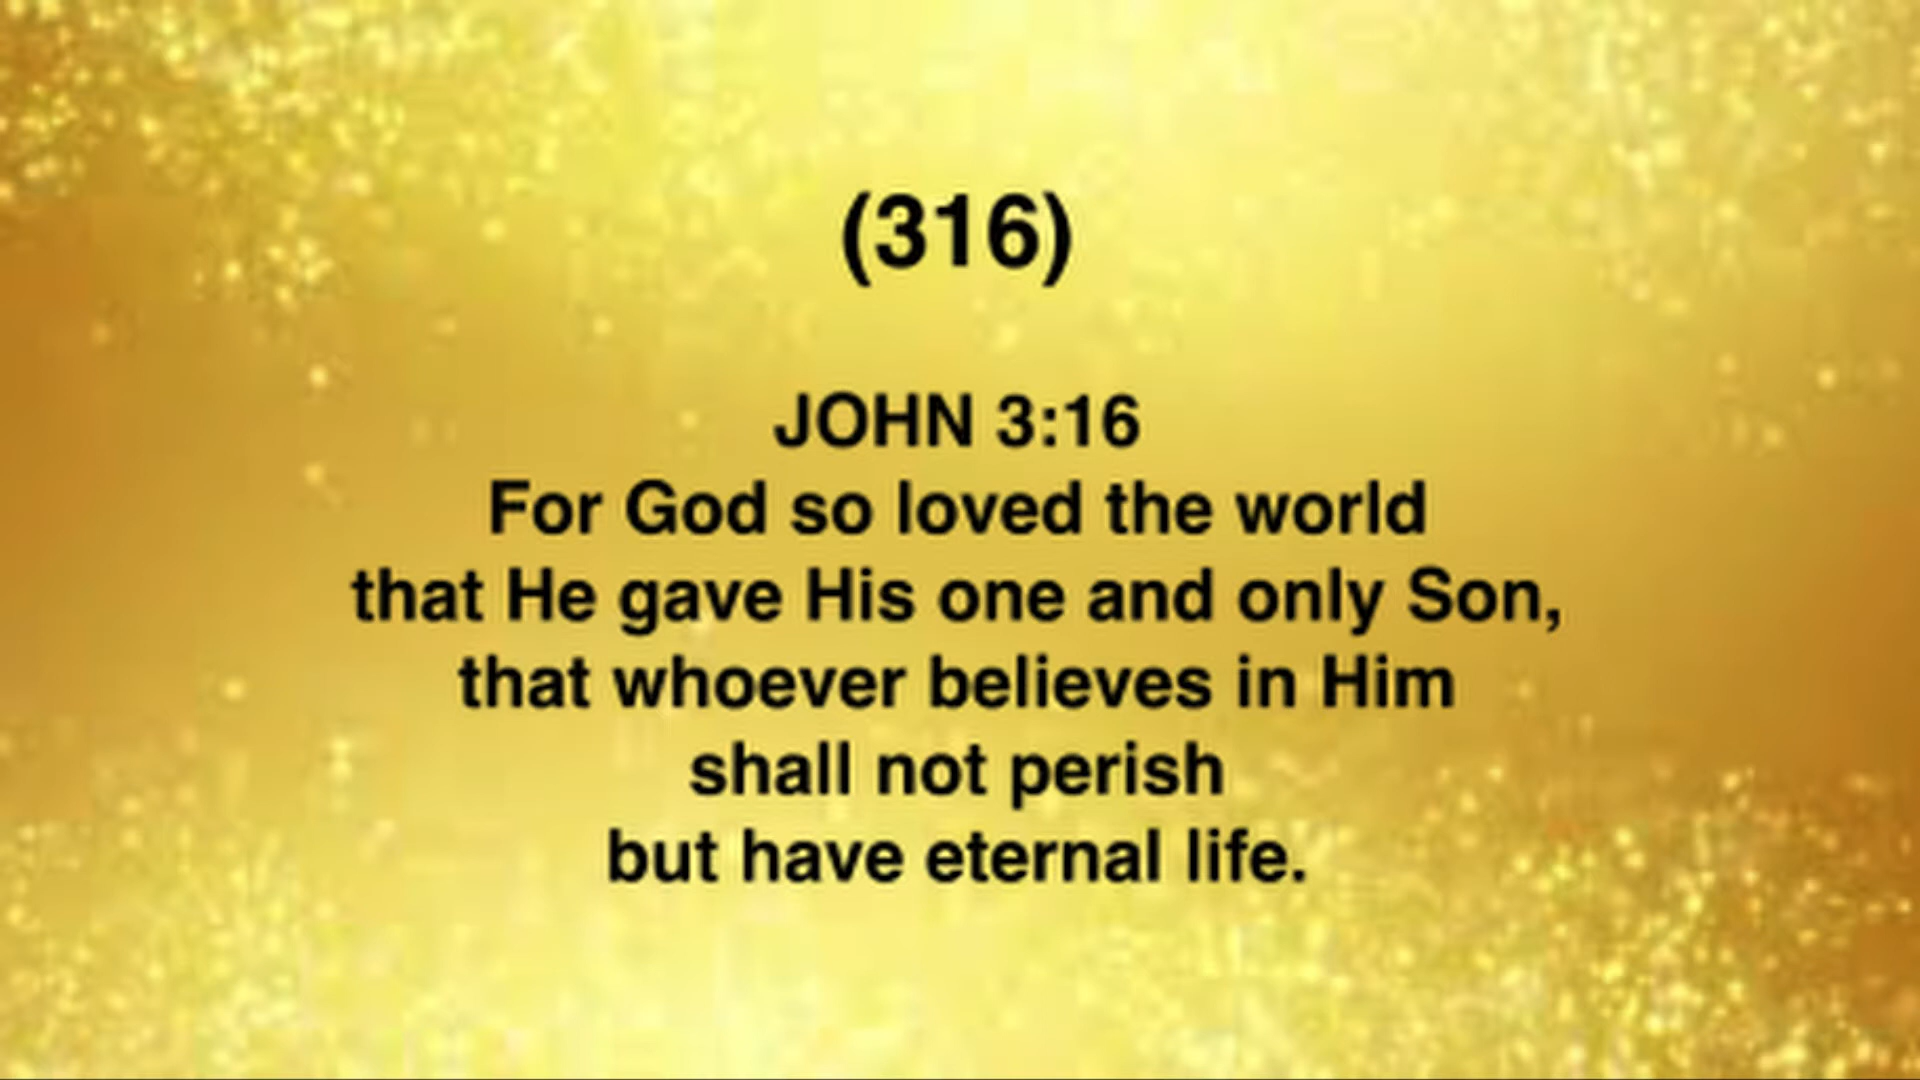 (316)
JOHN 3:16
For God so loved the world
that He gave His one and only Son,
that whoever believes in Him
shall not perish
but have eternal life.